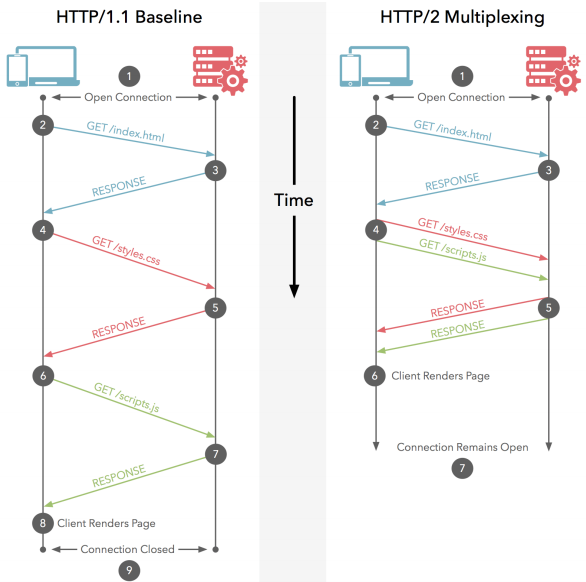 HTTP/1.1 Baseline
1
Open Connection
2
GET /index.html
3
RESPONSE
4
GET /styles.css
5
RESPONSE
6
GET /scripts.js
7
RESPONSE
8
Client Renders Page
Connection Closed
9
Time
HTTP/2 Multiplexing
1
Open Connection
2
GET /index.html
3
RESPONSE
4
GET /styles.css
GET /scripts.js
5
RESPONSE
RESPONSE
6
Client Renders Page
Connection Remains Open
7